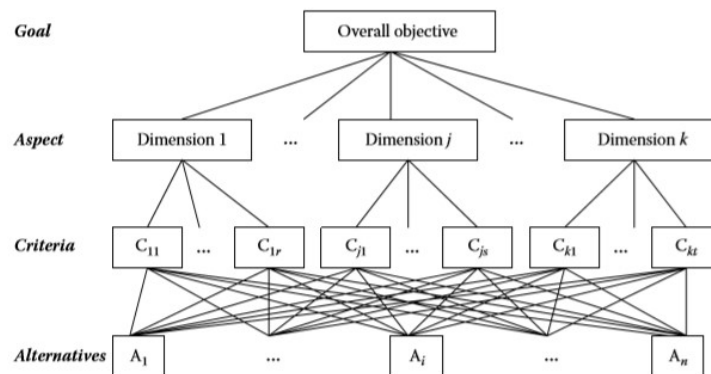 Goal Overall objective
Aspect Dimension 1 ... Dimension j ... Dimension k
Criteria C11 ... C1r Cj1 ... Cjs Ck1 ... Ckt
Alternatives A1 ... Ai ... An